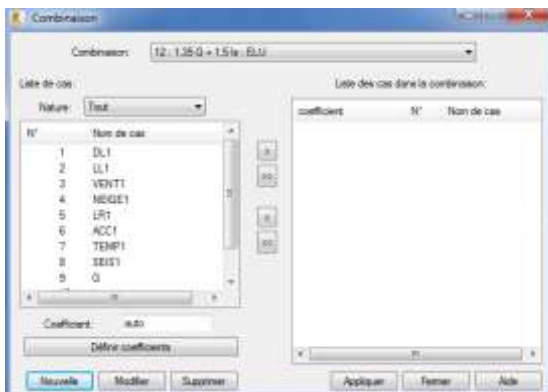 Combinaison
Combinaison: 12 : 1.35 G + 1.5 Ia : ELU
Liste de cas:
Liste des cas dans la combinaison:
Nature: Tout
N° Nom de cas
coefficient N° Nom de cas
1 DL1
2 LL1
3 VENT1
4 NEIGE1
5 LR1
6 ACC1
7 TEMP1
8 SEIS1
9 G
>
>>
<
<<
Coefficient: auto
Définir coefficients
Nouvelle Modifier Supprimer Appliquer Fermer Aide